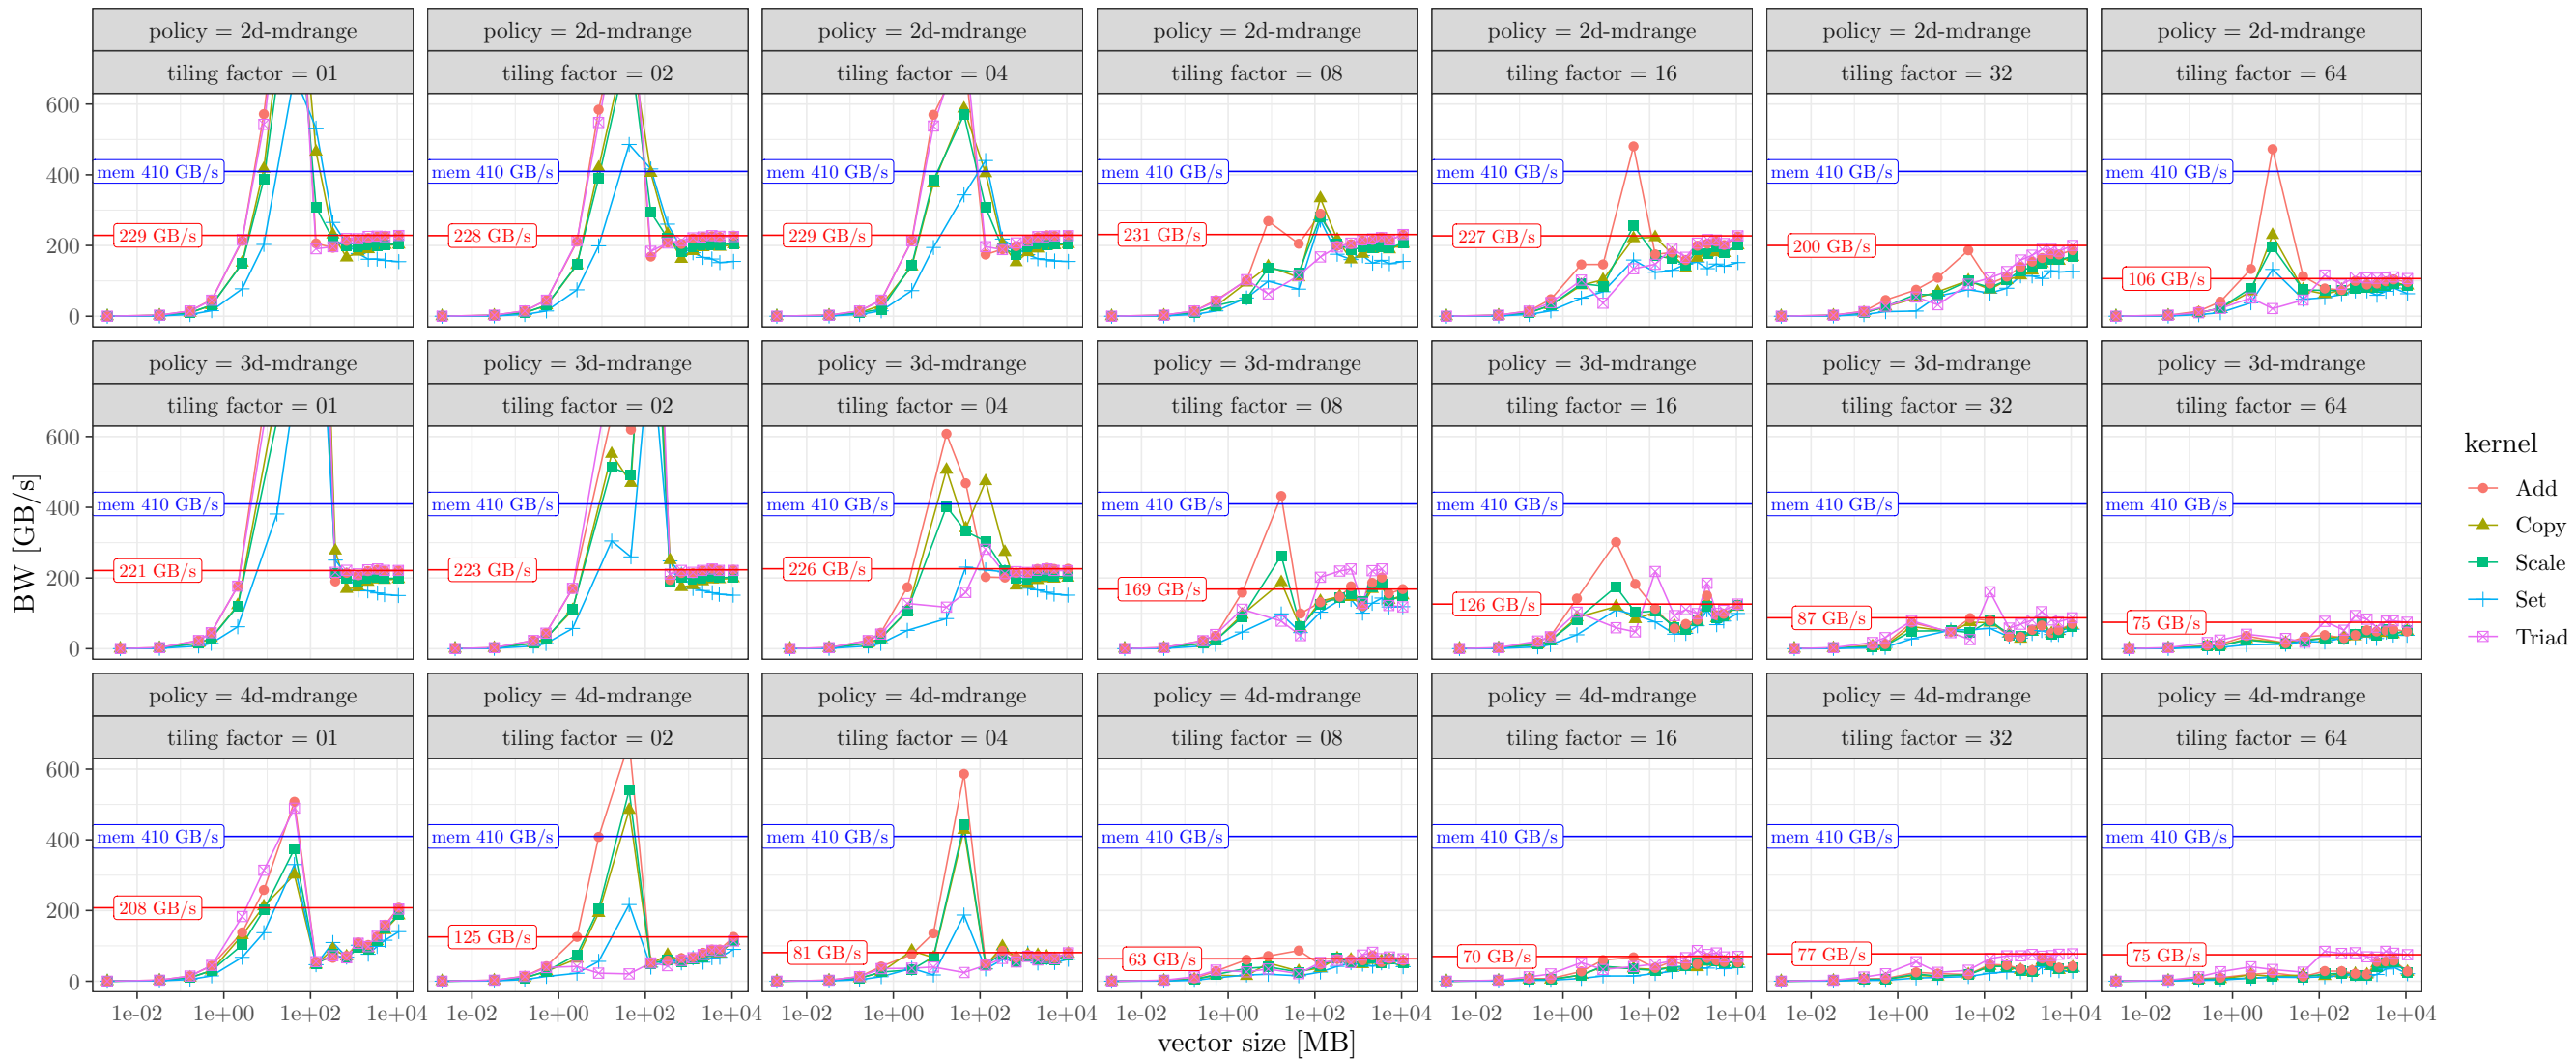 policy = 2d-mdrange policy = 2d-mdrange policy = 2d-mdrange policy = 2d-mdrange policy = 2d-mdrange policy = 2d-mdrange policy = 2d-mdrange
tiling factor = 01 tiling factor = 02 tiling factor = 04 tiling factor = 08 tiling factor = 16 tiling factor = 32 tiling factor = 64
600
mem 410 GB/s mem 410 GB/s mem 410 GB/s mem 410 GB/s mem 410 GB/s mem 410 GB/s mem 410 GB/s
400
229 GB/s 228 GB/s 229 GB/s 231 GB/s 227 GB/s 200 GB/s 106 GB/s
200
0
policy = 3d-mdrange policy = 3d-mdrange policy = 3d-mdrange policy = 3d-mdrange policy = 3d-mdrange policy = 3d-mdrange policy = 3d-mdrange
tiling factor = 01 tiling factor = 02 tiling factor = 04 tiling factor = 08 tiling factor = 16 tiling factor = 32 tiling factor = 64
600
mem 410 GB/s mem 410 GB/s mem 410 GB/s mem 410 GB/s mem 410 GB/s mem 410 GB/s mem 410 GB/s
400
221 GB/s 223 GB/s 226 GB/s 169 GB/s 126 GB/s 87 GB/s 75 GB/s
200
0
BW [GB/s]
policy = 4d-mdrange policy = 4d-mdrange policy = 4d-mdrange policy = 4d-mdrange policy = 4d-mdrange policy = 4d-mdrange policy = 4d-mdrange
tiling factor = 01 tiling factor = 02 tiling factor = 04 tiling factor = 08 tiling factor = 16 tiling factor = 32 tiling factor = 64
600
mem 410 GB/s mem 410 GB/s mem 410 GB/s mem 410 GB/s mem 410 GB/s mem 410 GB/s mem 410 GB/s
400
208 GB/s 125 GB/s 81 GB/s 63 GB/s 70 GB/s 77 GB/s 75 GB/s
200
0
1e-02 1e+00 1e+02 1e+04 1e-02 1e+00 1e+02 1e+04 1e-02 1e+00 1e+02 1e+04 1e-02 1e+00 1e+02 1e+04 1e-02 1e+00 1e+02 1e+04 1e-02 1e+00 1e+02 1e+04 1e-02 1e+00 1e+02 1e+04
vector size [MB]
kernel
Add
Copy
Scale
Set
Triad